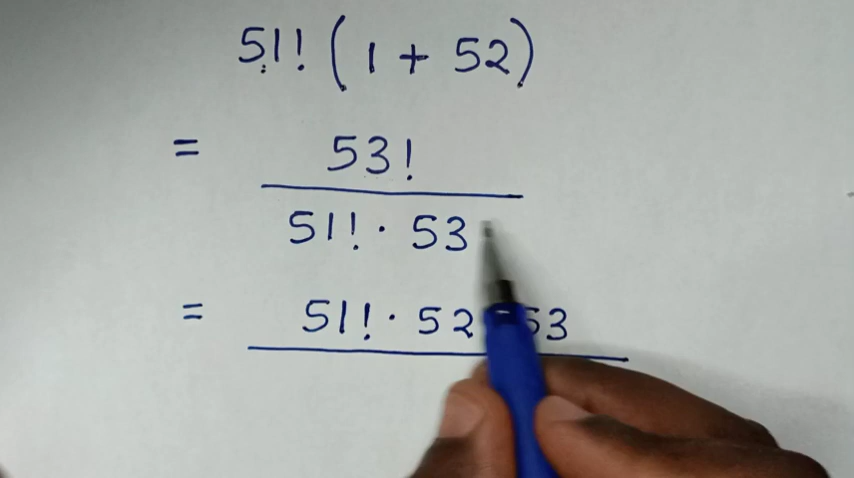 51! (1 + 52)
= 53!
51! · 53
= 51! · 52 53